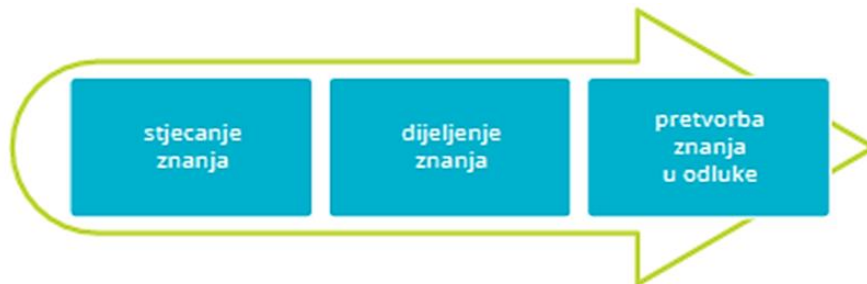 stjecanje
znanja
dijeljenje
znanja
pretvorba
znanja
u odluke